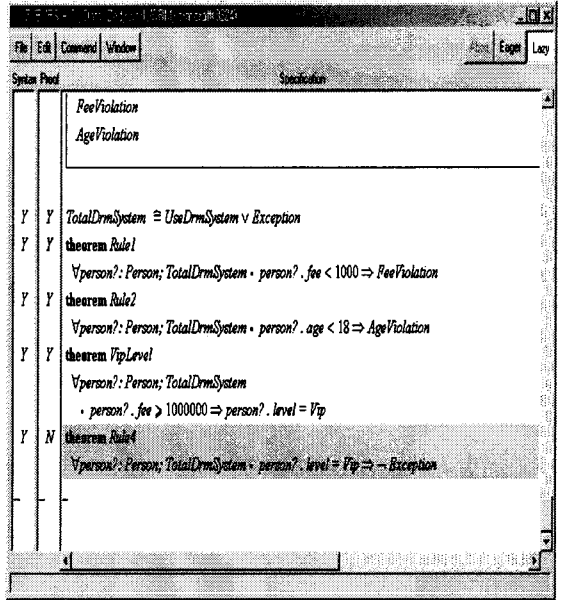 File Edit Command Window Abort Eager Lazy
Syntax Proof Specification
FeeViolation
AgeViolation
Y Y TotalDrmSystem ≙ UseDrmSystem ∨ Exception
Y Y theorem Rule1
∀person?: Person; TotalDrmSystem • person? . fee < 1000 ⇒ FeeViolation
Y Y theorem Rule2
∀person?: Person; TotalDrmSystem • person? . age < 18 ⇒ AgeViolation
Y Y theorem VipLevel
∀person?: Person; TotalDrmSystem
• person? . fee ⩾ 1000000 ⇒ person? . level = Vip
Y N theorem Rule4
∀person?: Person; TotalDrmSystem • person? . level = Vip ⇒ ¬ Exception